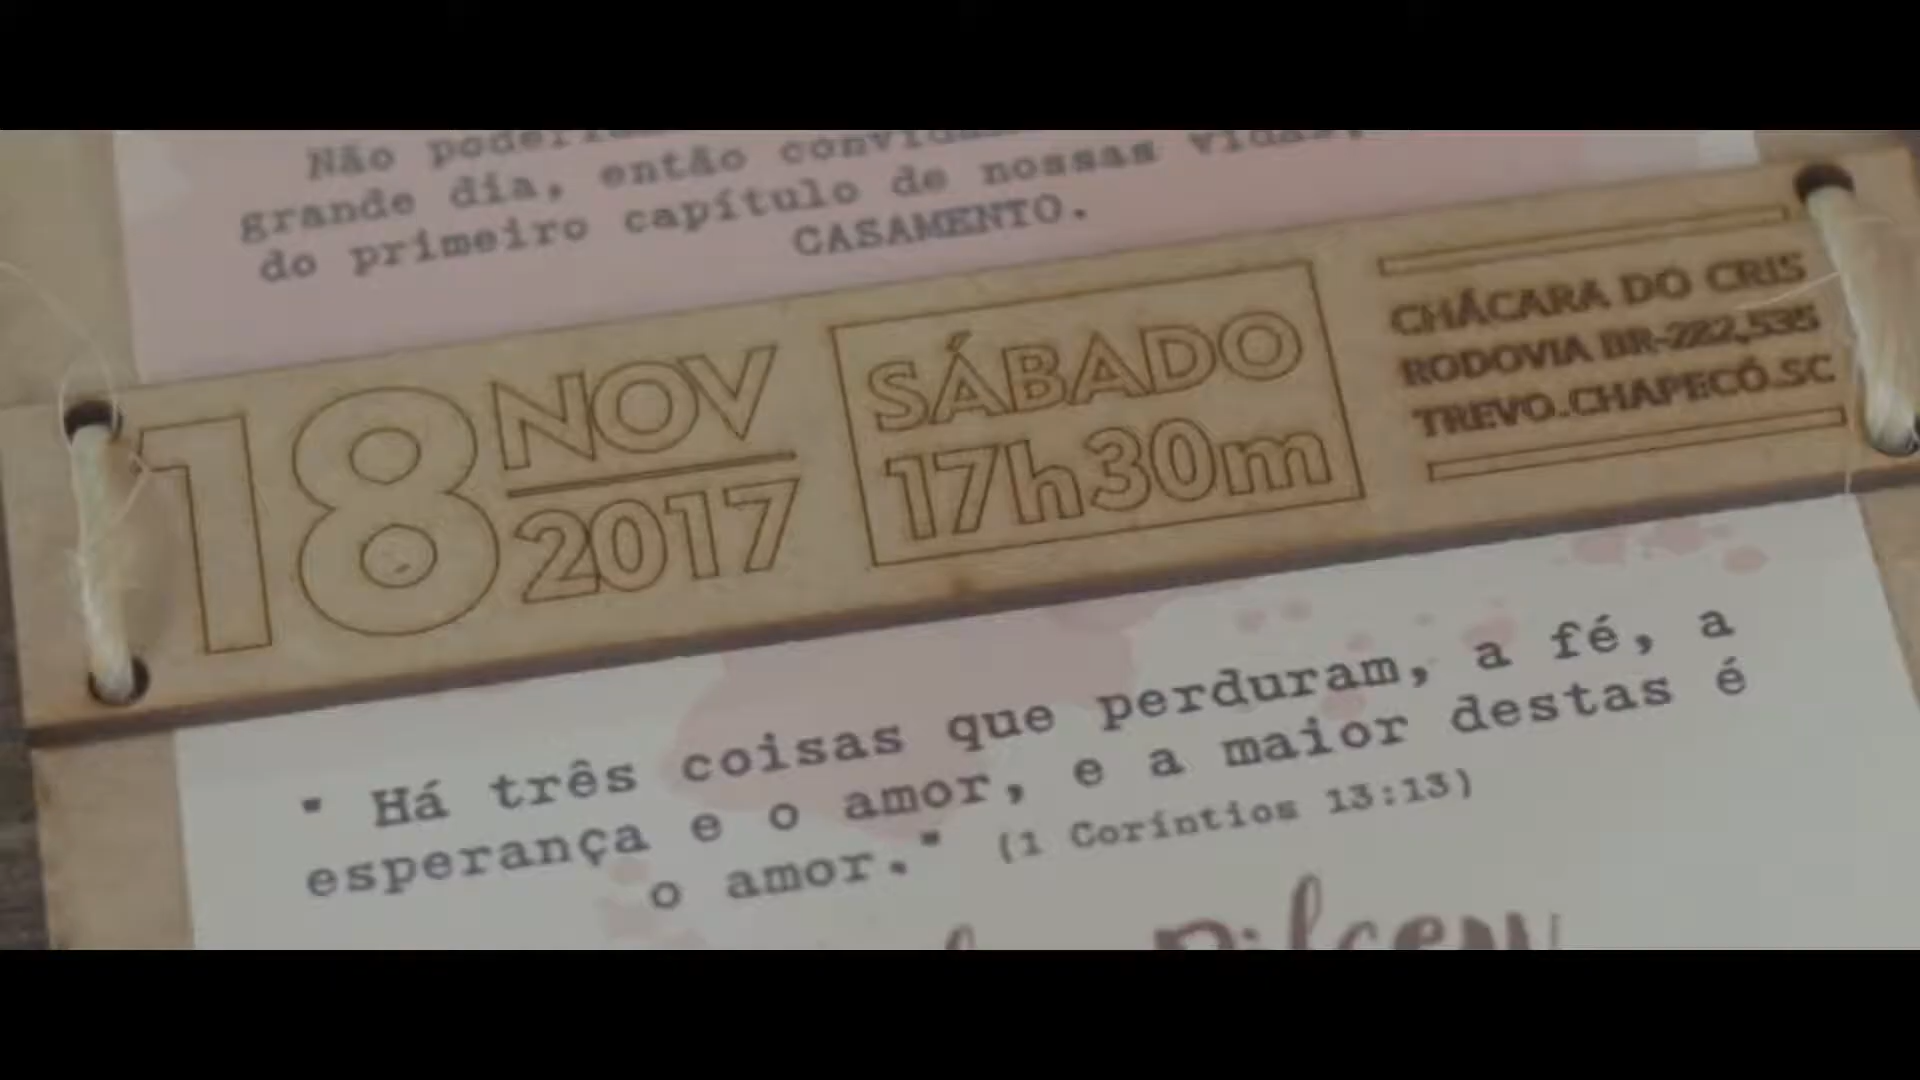 Não
grande dia, então
do primeiro capítulo de nossas vidas,
CASAMENTO.
18 NOV
2017
SÁBADO
17h30m
CHÁCARA DO CRIS
RODOVIA BR-282,535
TREVO.CHAPECÓ.SC
" Há três coisas que perduram, a fé, a
esperança e o amor, e a maior destas é
o amor." (1 Coríntios 13:13)